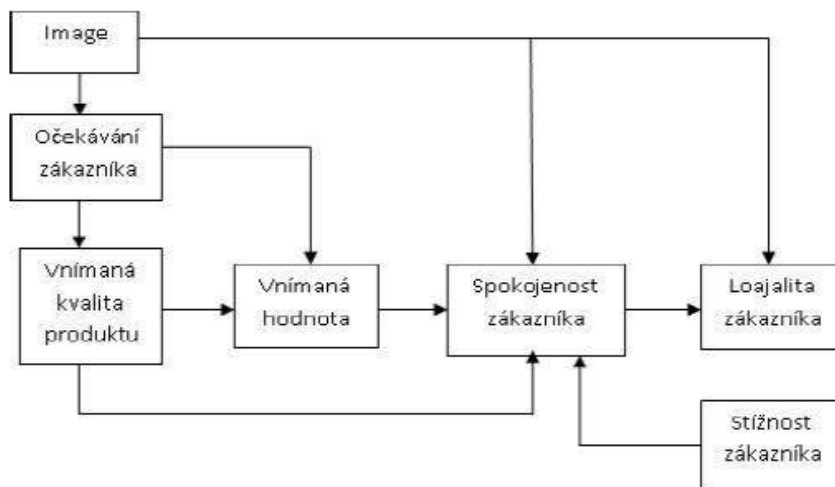 Image
Očekávání
zákazníka
Vnímaná
kvalita
produktu
Vnímaná
hodnota
Spokojenost
zákazníka
Loajalita
zákazníka
Stížnost
zákazníka